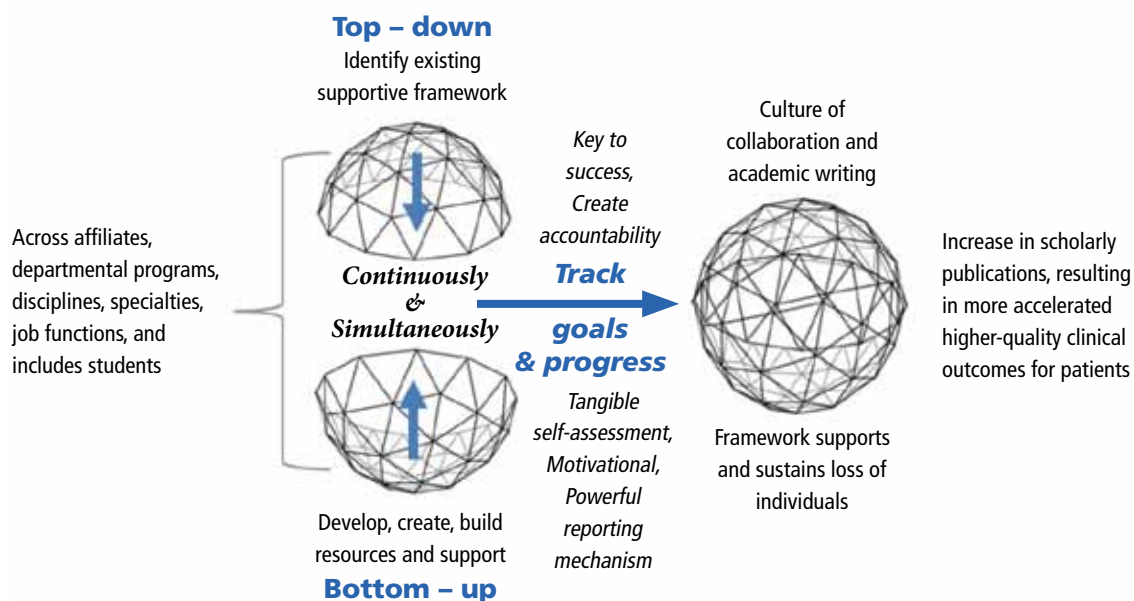 Top – down
Identify existing
supportive framework
Across affiliates,
departmental programs,
disciplines, specialties,
job functions, and
includes students
Continuously
&
Simultaneously
Develop, create, build
resources and support
Bottom – up
Key to
success,
Create
accountability
Track
goals
& progress
Tangible
self-assessment,
Motivational,
Powerful
reporting
mechanism
Culture of
collaboration and
academic writing
Framework supports
and sustains loss of
individuals
Increase in scholarly
publications, resulting
in more accelerated
higher-quality clinical
outcomes for patients